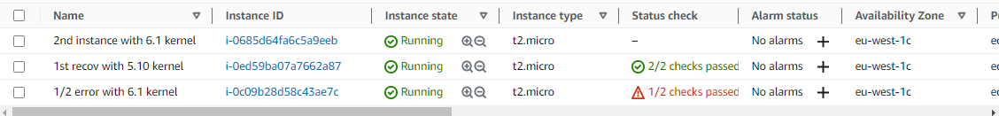 Name Instance ID Instance state Instance type Status check Alarm status Availability Zone
2nd instance with 6.1 kernel i-0685d64fa6c5a9eeb Running t2.micro – No alarms + eu-west-1c
1st recov with 5.10 kernel i-0ed59ba07a7662a87 Running t2.micro 2/2 checks passed No alarms + eu-west-1c
1/2 error with 6.1 kernel i-0c09b28d58c43ae7c Running t2.micro 1/2 checks passed No alarms + eu-west-1c